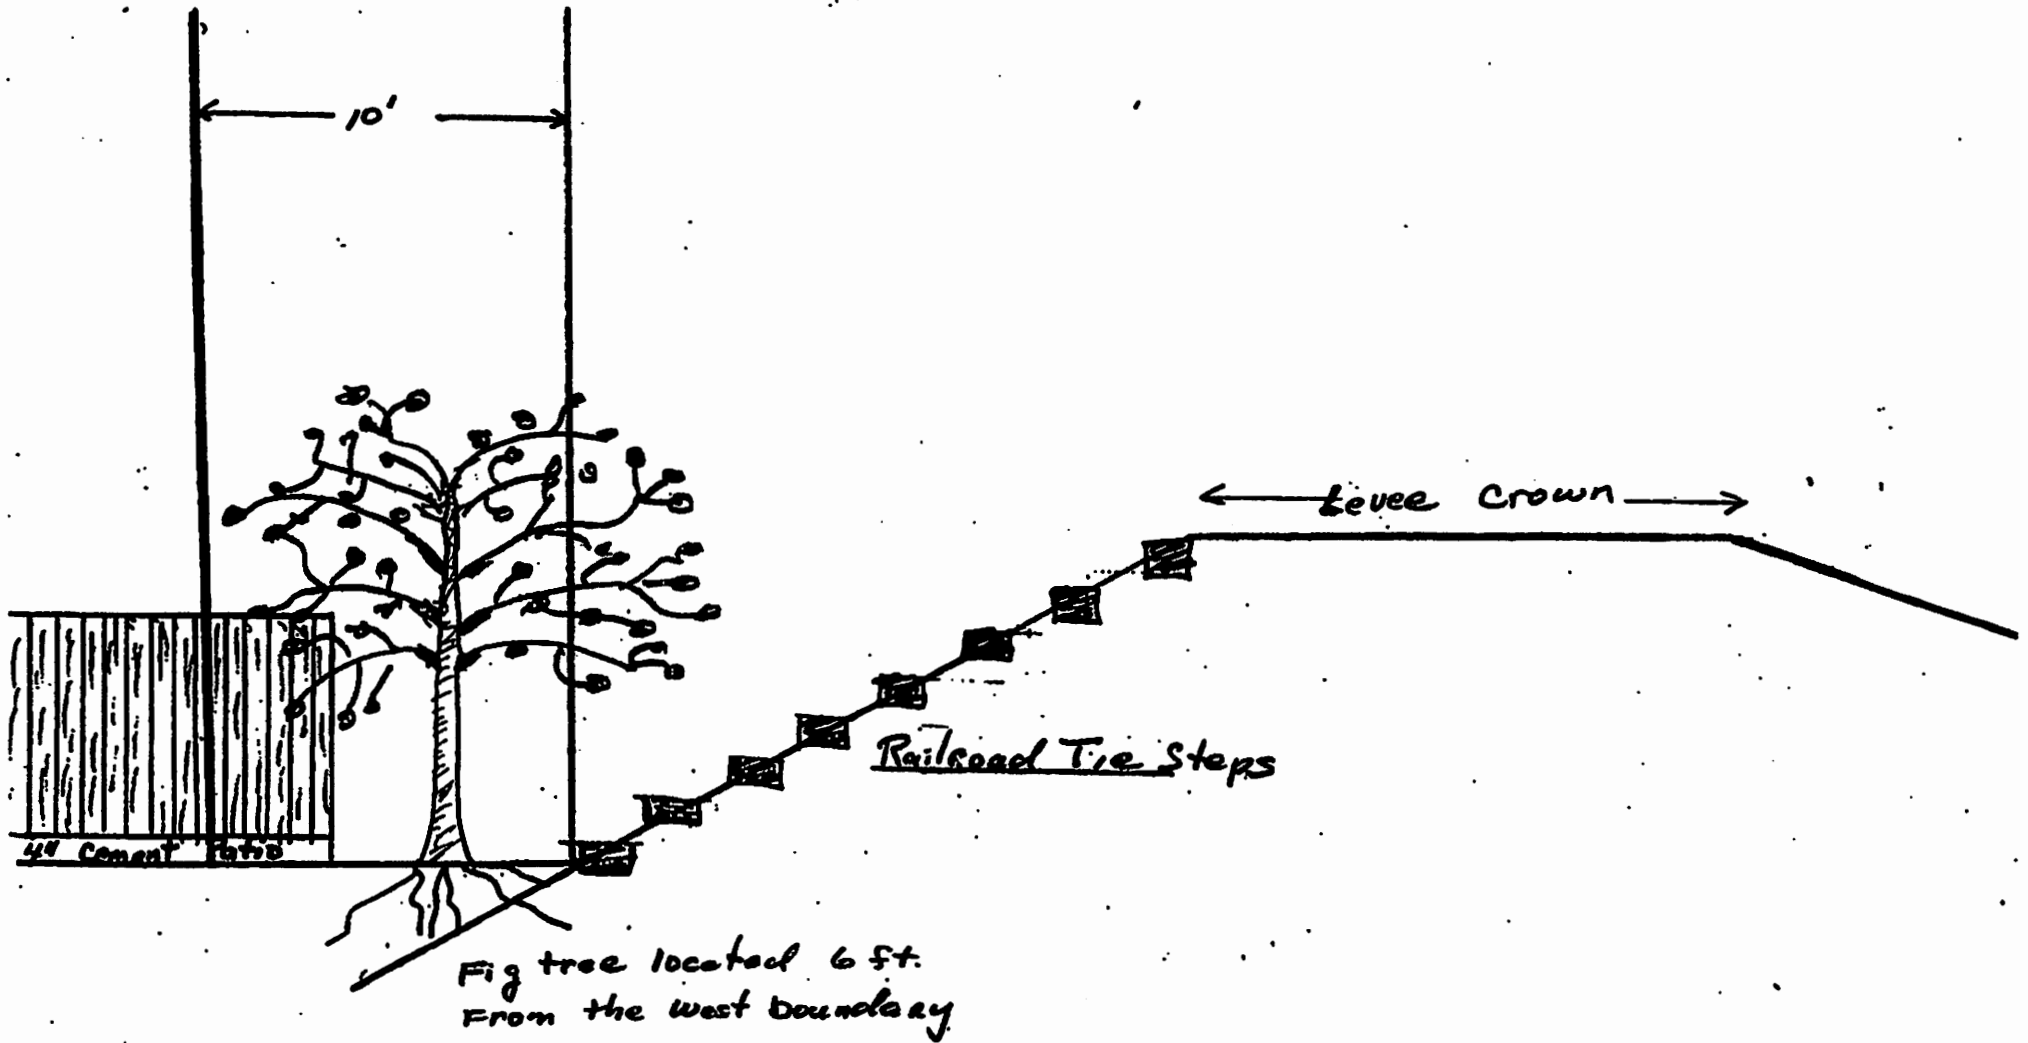 10'
Levee Crown
Railroad Tie Steps
4" Cement Patio
Fig tree located 6 ft.
From the west boundary